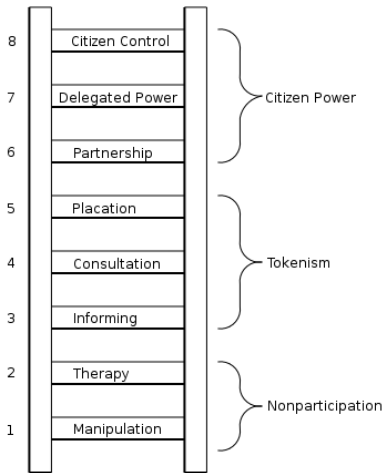 8 Citizen Control
7 Delegated Power
Citizen Power
6 Partnership
5 Placation
4 Consultation
Tokenism
3 Informing
2 Therapy
Nonparticipation
1 Manipulation